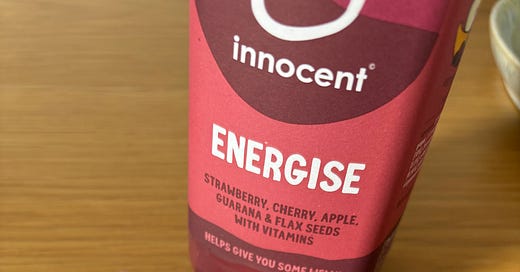 innocent©
ENERGISE
STRAWBERRY, CHERRY, APPLE,
GUARANA & FLAX SEEDS
WITH VITAMINS
HELPS GIVE YOU SOME